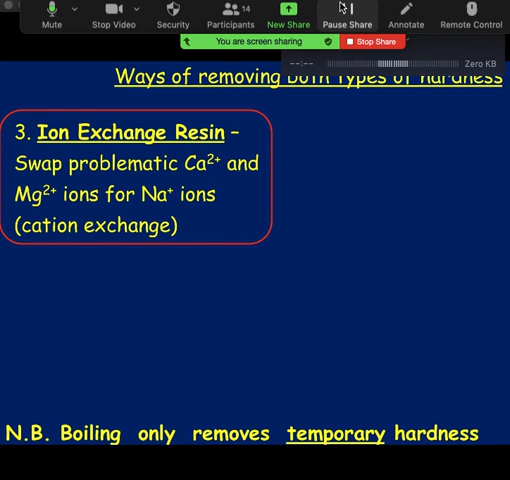 14
Mute Stop Video Security Participants New Share Pause Share Annotate Remote Control
You are screen sharing Stop Share
--:-- Zero KB
Ways of removing both types of hardness
3. Ion Exchange Resin –
Swap problematic Ca²⁺ and
Mg²⁺ ions for Na⁺ ions
(cation exchange)
N.B. Boiling only removes temporary hardness